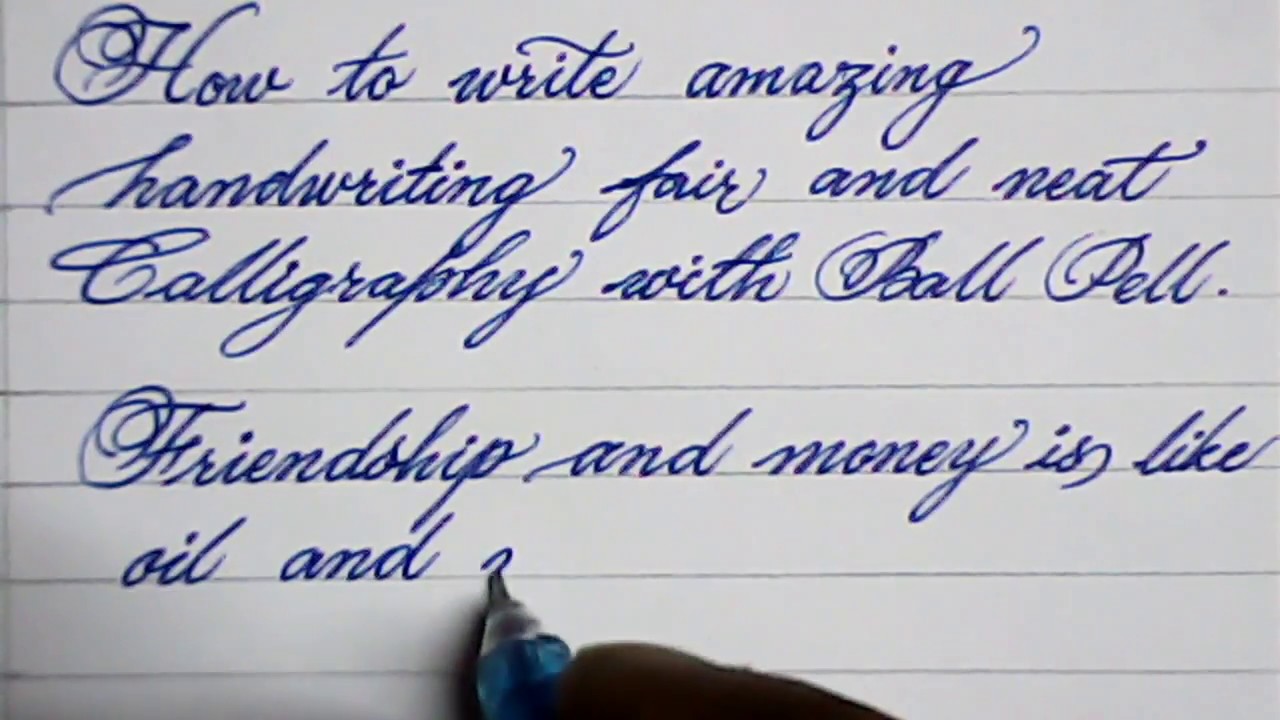 How to write amazing
handwriting fair and neat
Calligraphy with Ball Pell.
Friendship and money is like
oil and